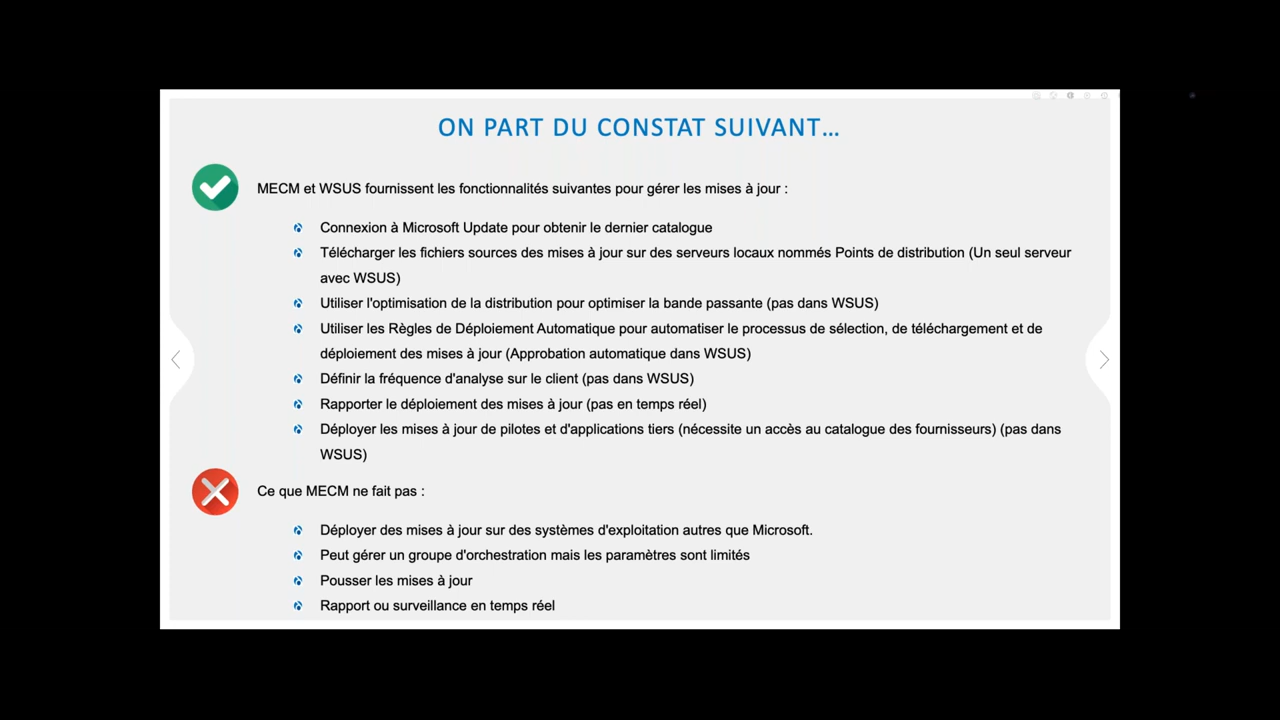 ON PART DU CONSTAT SUIVANT...
MECM et WSUS fournissent les fonctionnalités suivantes pour gérer les mises à jour :
Connexion à Microsoft Update pour obtenir le dernier catalogue
Télécharger les fichiers sources des mises à jour sur des serveurs locaux nommés Points de distribution (Un seul serveur
avec WSUS)
Utiliser l'optimisation de la distribution pour optimiser la bande passante (pas dans WSUS)
Utiliser les Règles de Déploiement Automatique pour automatiser le processus de sélection, de téléchargement et de
déploiement des mises à jour (Approbation automatique dans WSUS)
Définir la fréquence d'analyse sur le client (pas dans WSUS)
Rapporter le déploiement des mises à jour (pas en temps réel)
Déployer les mises à jour de pilotes et d'applications tiers (nécessite un accès au catalogue des fournisseurs) (pas dans
WSUS)
Ce que MECM ne fait pas :
Déployer des mises à jour sur des systèmes d'exploitation autres que Microsoft.
Peut gérer un groupe d'orchestration mais les paramètres sont limités
Pousser les mises à jour
Rapport ou surveillance en temps réel